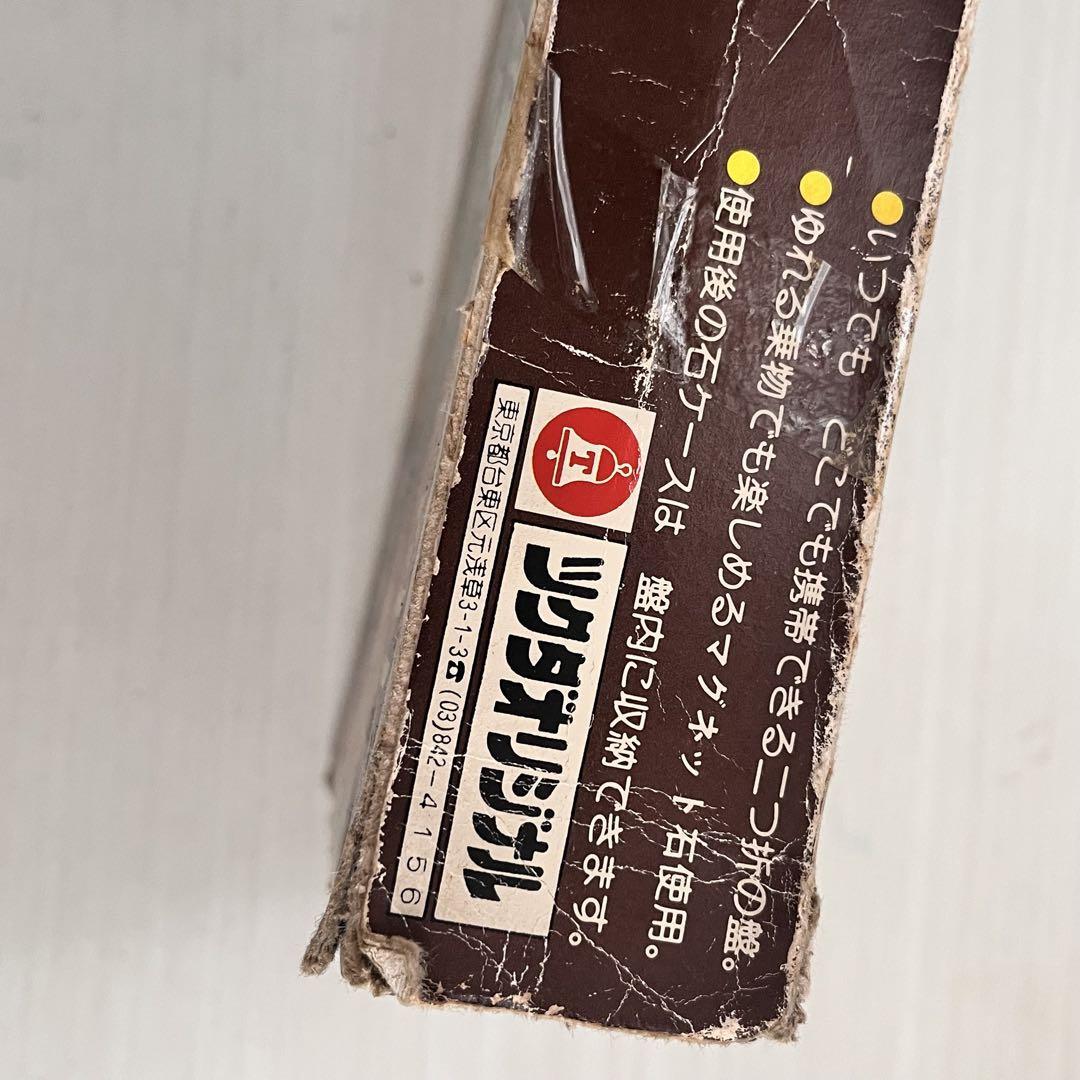 ●いつでも どこでも携帯できる二つ折の盤。
●ゆれる乗物でも楽しめるマグネット石使用。
●使用後の石ケースは 盤内に収納できます。
T
ツクダオリジナル
東京都台東区元浅草3-1-3☎(03)842-4156